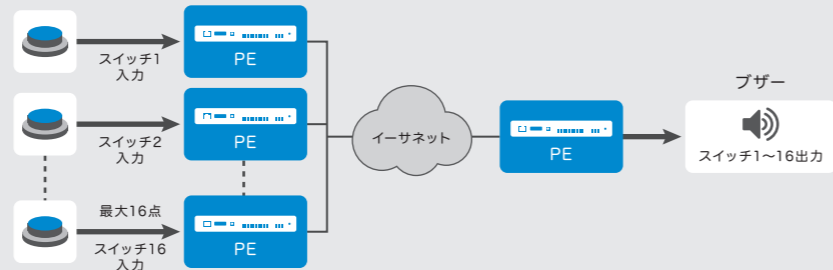 スイッチ1
入力
PE
スイッチ2
入力
PE
最大16点
スイッチ16
入力
PE
イーサネット
PE
ブザー
スイッチ1〜16出力